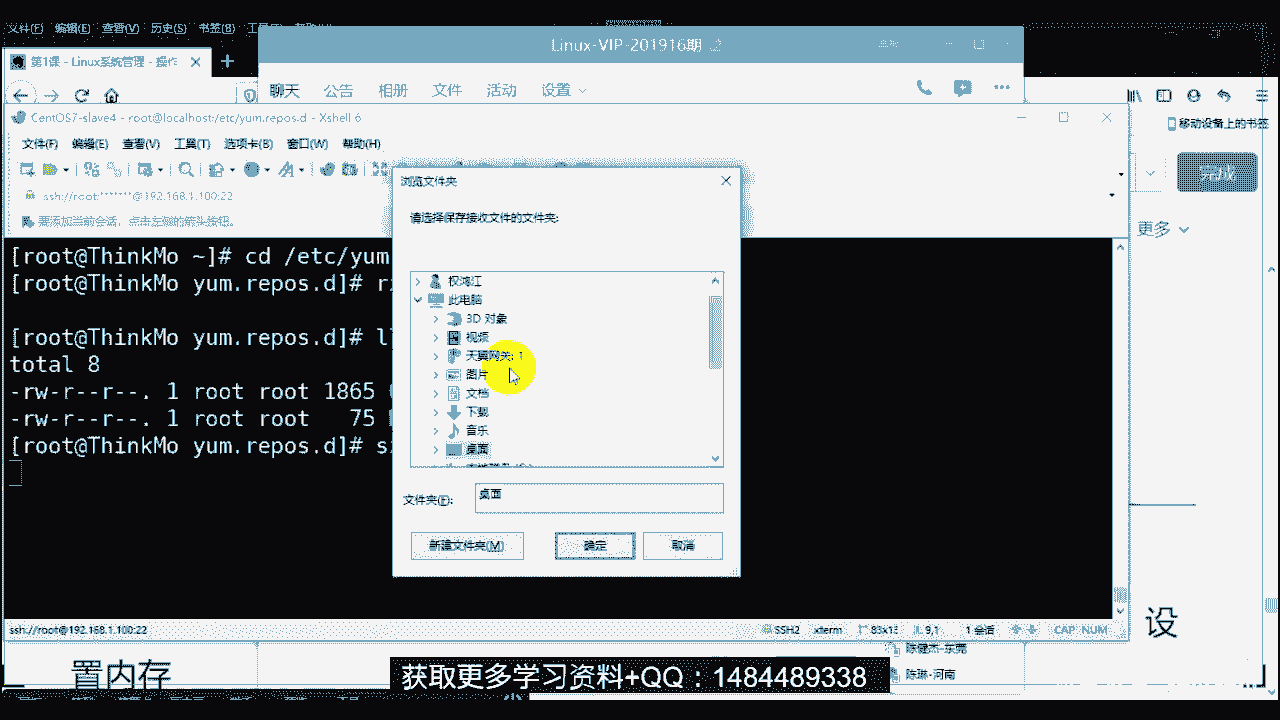 文件(F) 编辑(E) 查看(V) 历史(S) 书签(B)
Linux-VIP-201916期
第1课 - Linux系统管理 - 操作
聊天 公告 相册 文件 活动 设置
CentOS7-slave4 - root@localhost:/etc/yum.repos.d - Xshell 6
移动设备上的书签
文件(F) 编辑(E) 查看(V) 工具(T) 选项卡(B) 窗口(W) 帮助(H)
ssh://root:*******@192.168.1.100:22
要添加当前会话，点击左侧的箭头按钮。
更多
浏览文件夹
请选择保存接收文件的文件夹:
权鸿江
此电脑
3D 对象
视频
天翼网关: 1
图片
文档
下载
音乐
桌面
文件夹(F): 桌面
新建文件夹(M) 确定 取消
[root@ThinkMo ~]# cd /etc/yum
[root@ThinkMo yum.repos.d]#
[root@ThinkMo yum.repos.d]#
total 8
-rw-r--r--. 1 root root 1865
-rw-r--r--. 1 root root 75
[root@ThinkMo yum.repos.d]#
ssh://root@192.168.1.100:22 SSH2 xterm 83x13 9,1 1 会话 CAP NUM
设
置内存
陈健杰-东莞
陈琳-河南
获取更多学习资料+QQ：1484489338